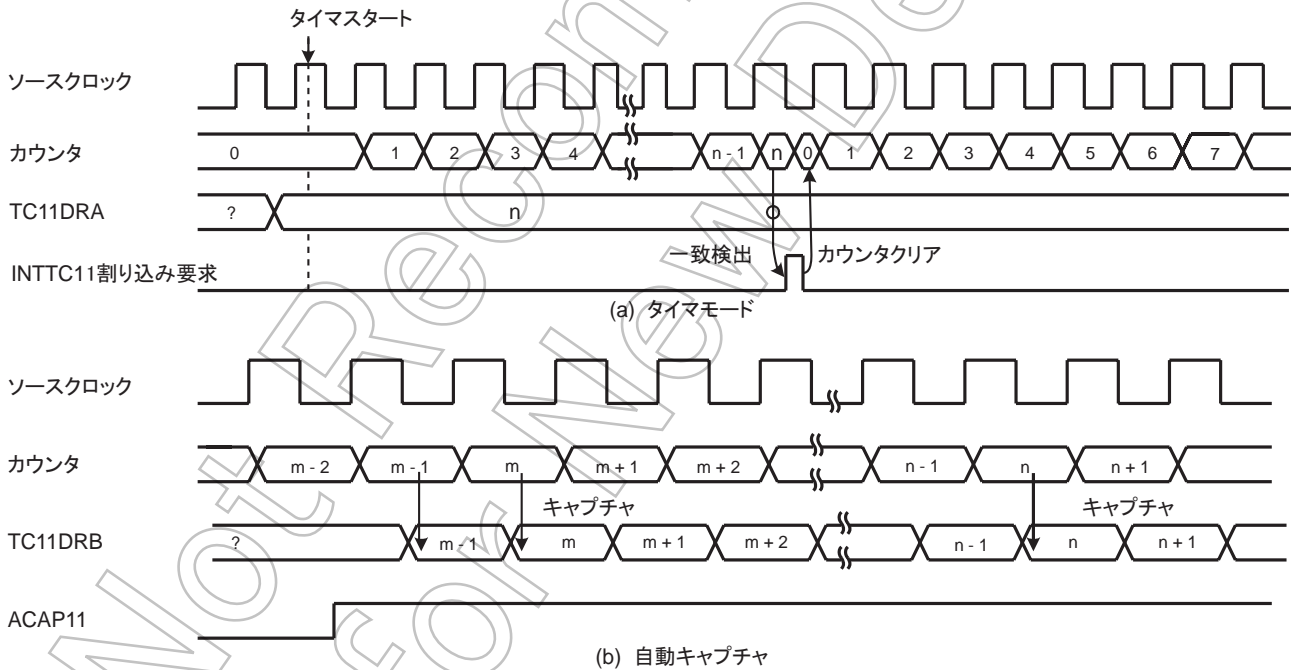 タイマスタート
ソースクロック
カウンタ 0 1 2 3 4 n - 1 n 0 1 2 3 4 5 6 7
TC11DRA ? n
一致検出 カウンタクリア
INTTC11割り込み要求
(a) タイマモード
ソースクロック
カウンタ m - 2 m - 1 m m + 1 m + 2 n - 1 n n + 1
キャプチャ キャプチャ
TC11DRB ? m - 1 m m + 1 m + 2 n - 1 n n + 1
ACAP11
(b) 自動キャプチャ